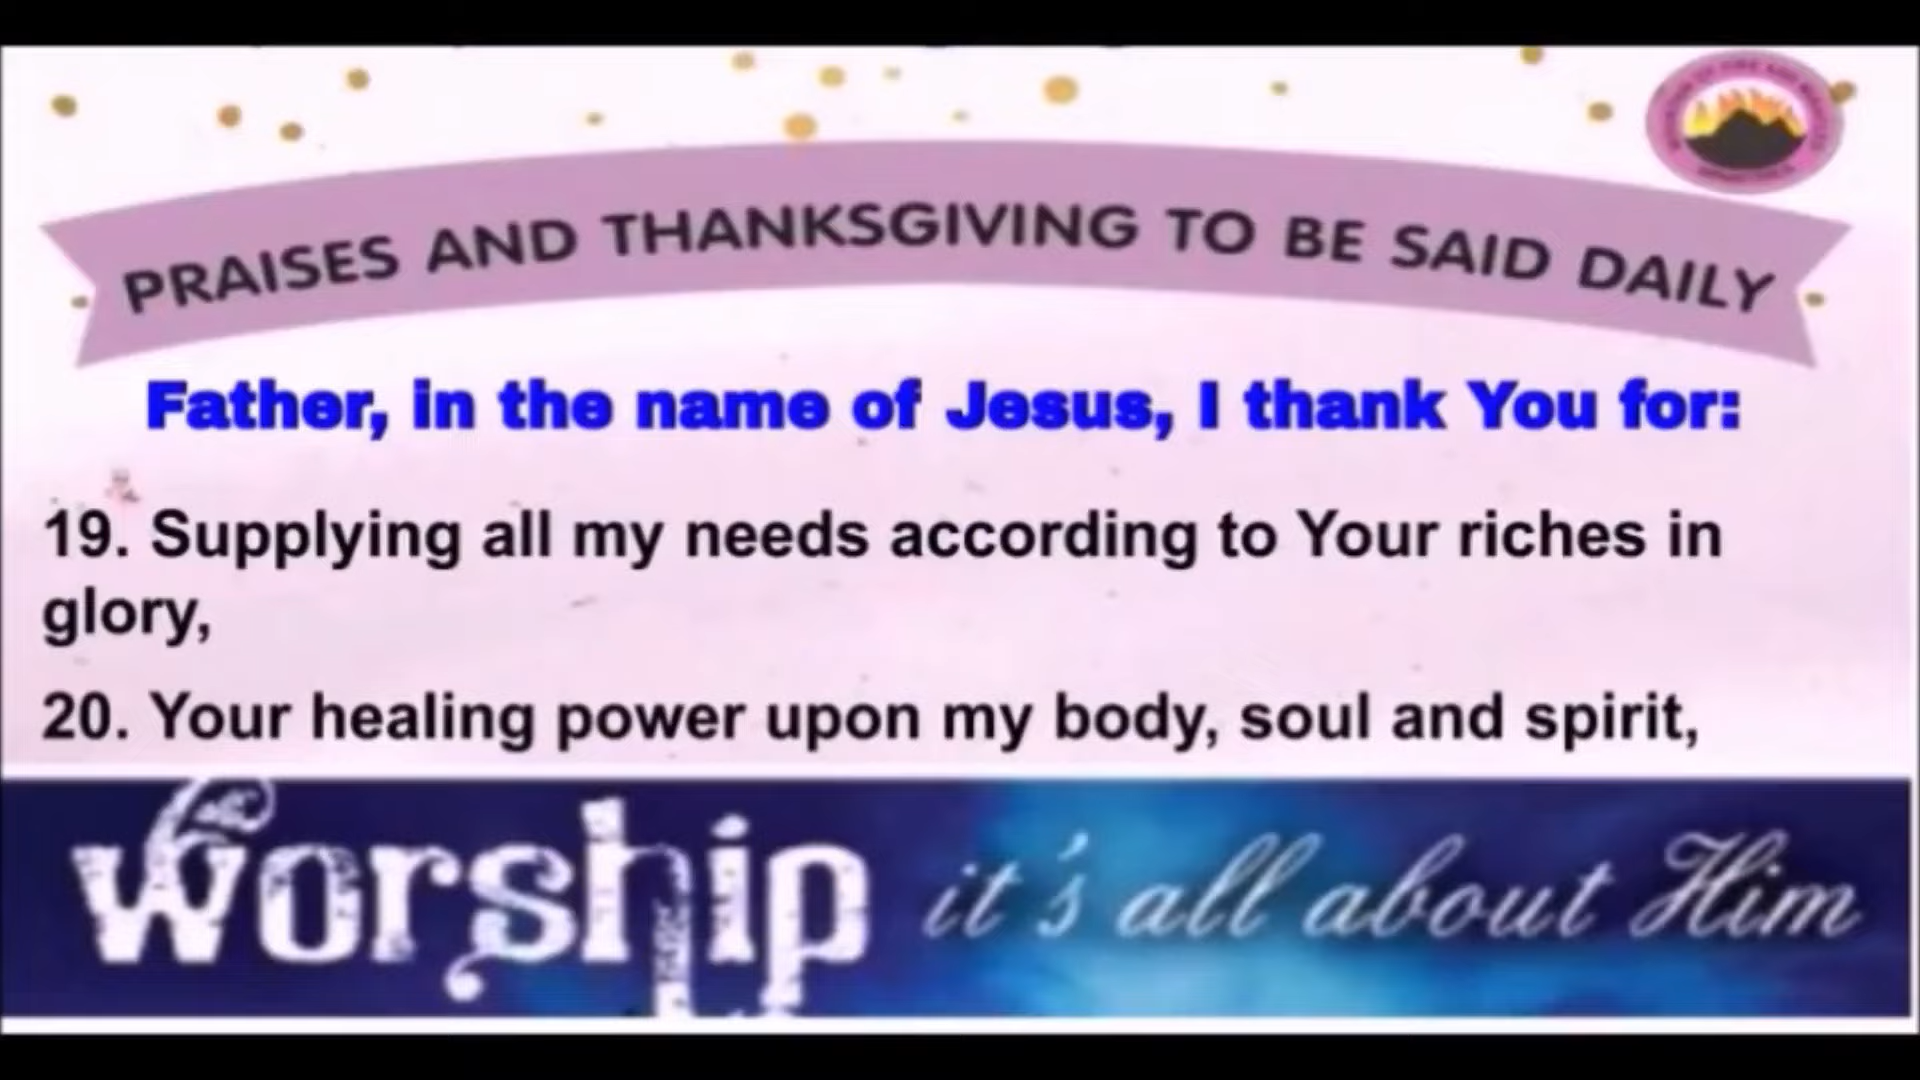 PRAISES AND THANKSGIVING TO BE SAID DAILY
Father, in the name of Jesus, I thank You for:
19. Supplying all my needs according to Your riches in
glory,
20. Your healing power upon my body, soul and spirit,
worship it's all about Him